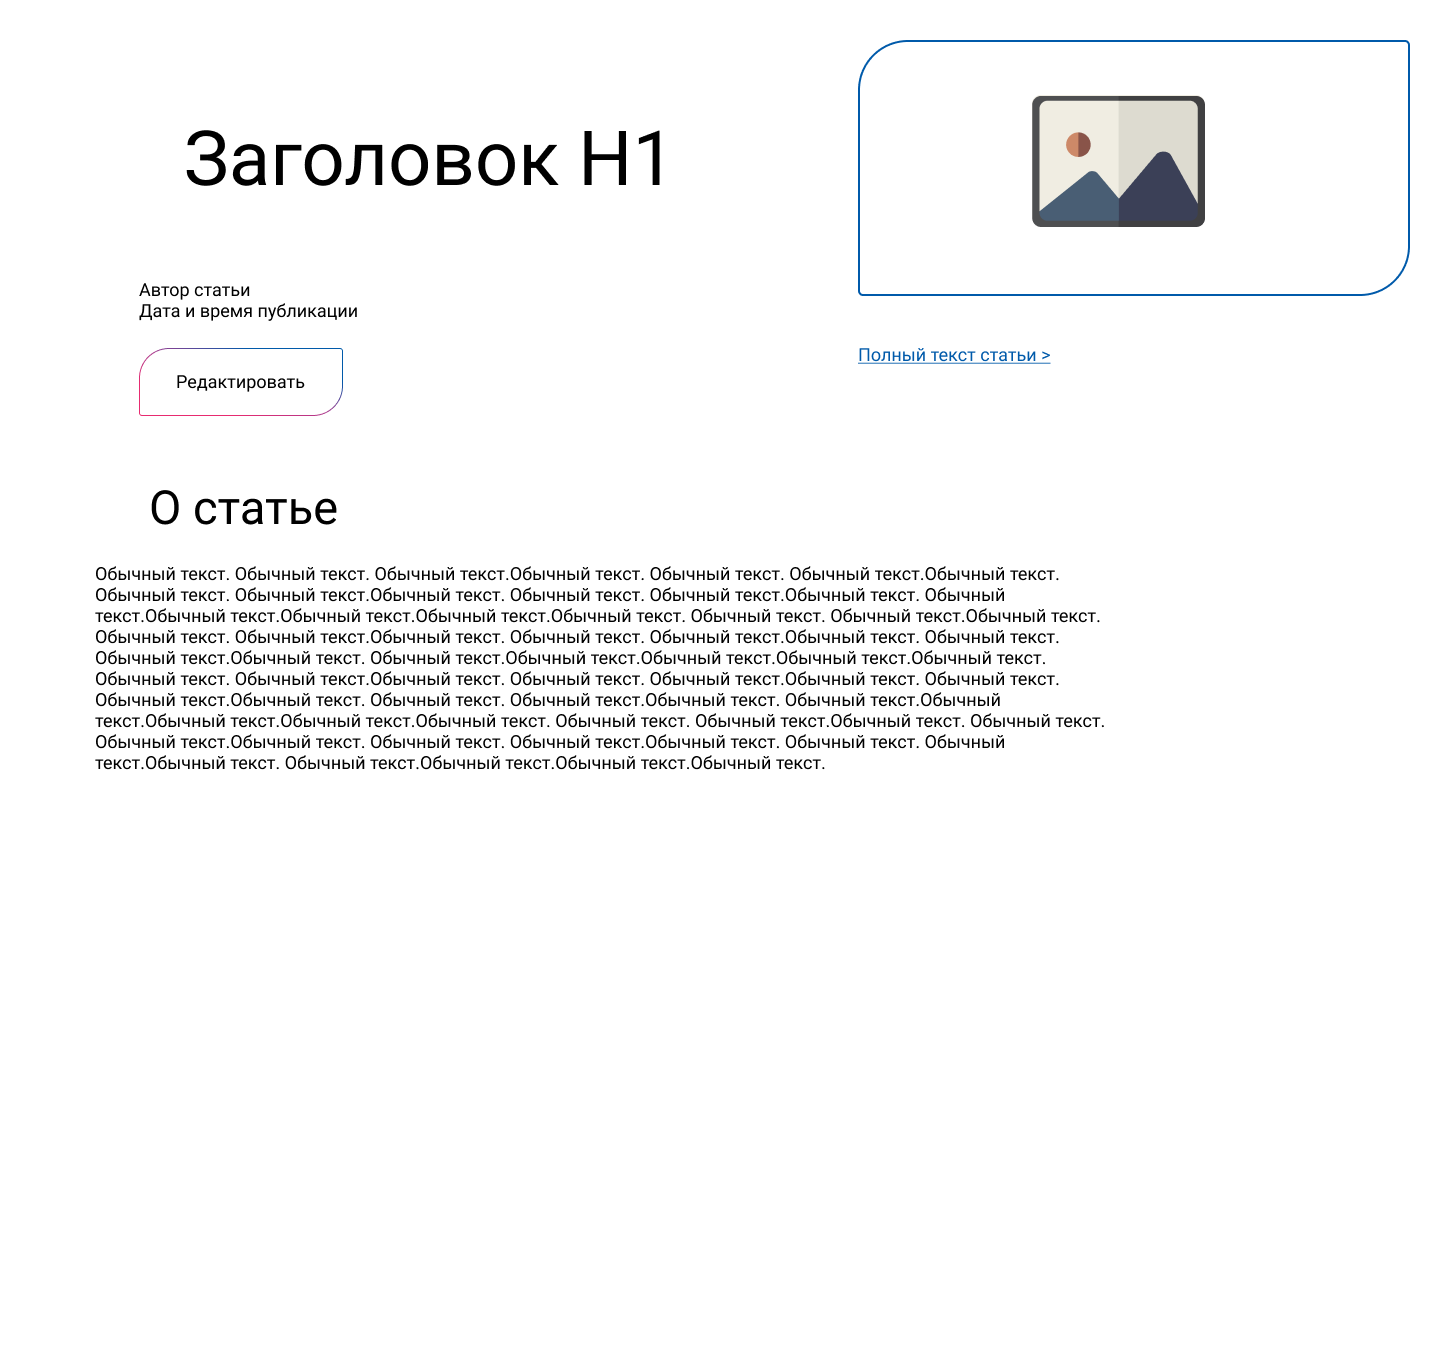 Заголовок H1
Автор статьи
Дата и время публикации
Редактировать
Полный текст статьи >
О статье
Обычный текст. Обычный текст. Обычный текст.Обычный текст. Обычный текст. Обычный текст.Обычный текст.
Обычный текст. Обычный текст.Обычный текст. Обычный текст. Обычный текст.Обычный текст. Обычный
текст.Обычный текст.Обычный текст.Обычный текст.Обычный текст. Обычный текст. Обычный текст.Обычный текст.
Обычный текст. Обычный текст.Обычный текст. Обычный текст. Обычный текст.Обычный текст. Обычный текст.
Обычный текст.Обычный текст. Обычный текст.Обычный текст.Обычный текст.Обычный текст.Обычный текст.
Обычный текст. Обычный текст.Обычный текст. Обычный текст. Обычный текст.Обычный текст. Обычный текст.
Обычный текст.Обычный текст. Обычный текст. Обычный текст.Обычный текст. Обычный текст.Обычный
текст.Обычный текст.Обычный текст.Обычный текст. Обычный текст. Обычный текст.Обычный текст. Обычный текст.
Обычный текст.Обычный текст. Обычный текст. Обычный текст.Обычный текст. Обычный текст. Обычный
текст.Обычный текст. Обычный текст.Обычный текст.Обычный текст.Обычный текст.